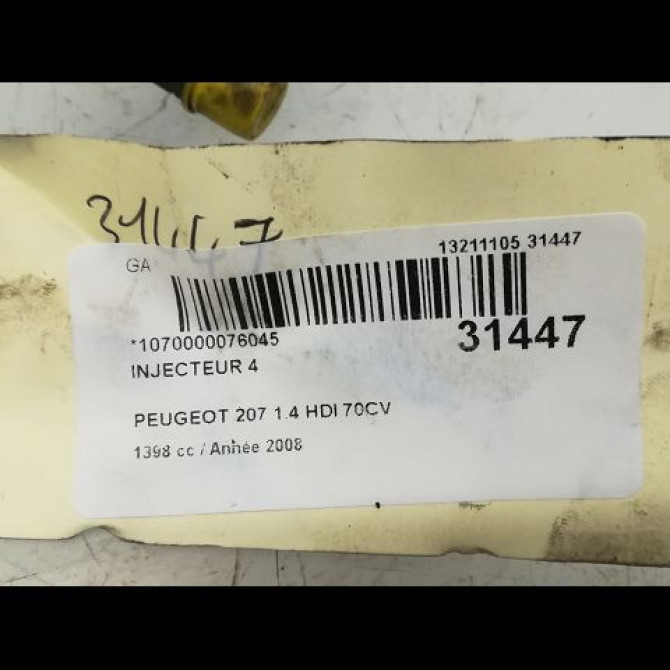 31447
GA 13211105 31447
*1070000076045 31447
INJECTEUR 4
PEUGEOT 207 1.4 HDI 70CV
1398 cc / Année 2008